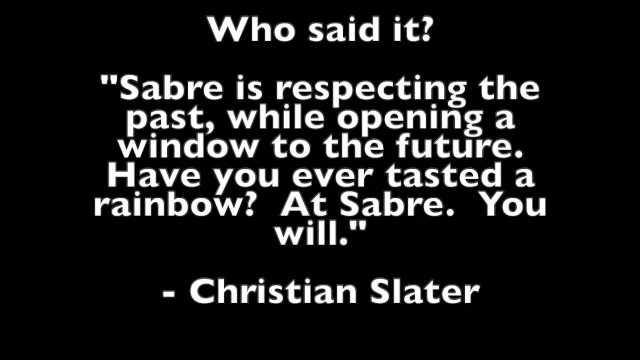 Who said it?
"Sabre is respecting the
past, while opening a
window to the future.
Have you ever tasted a
rainbow?  At Sabre.  You
will."
- Christian Slater